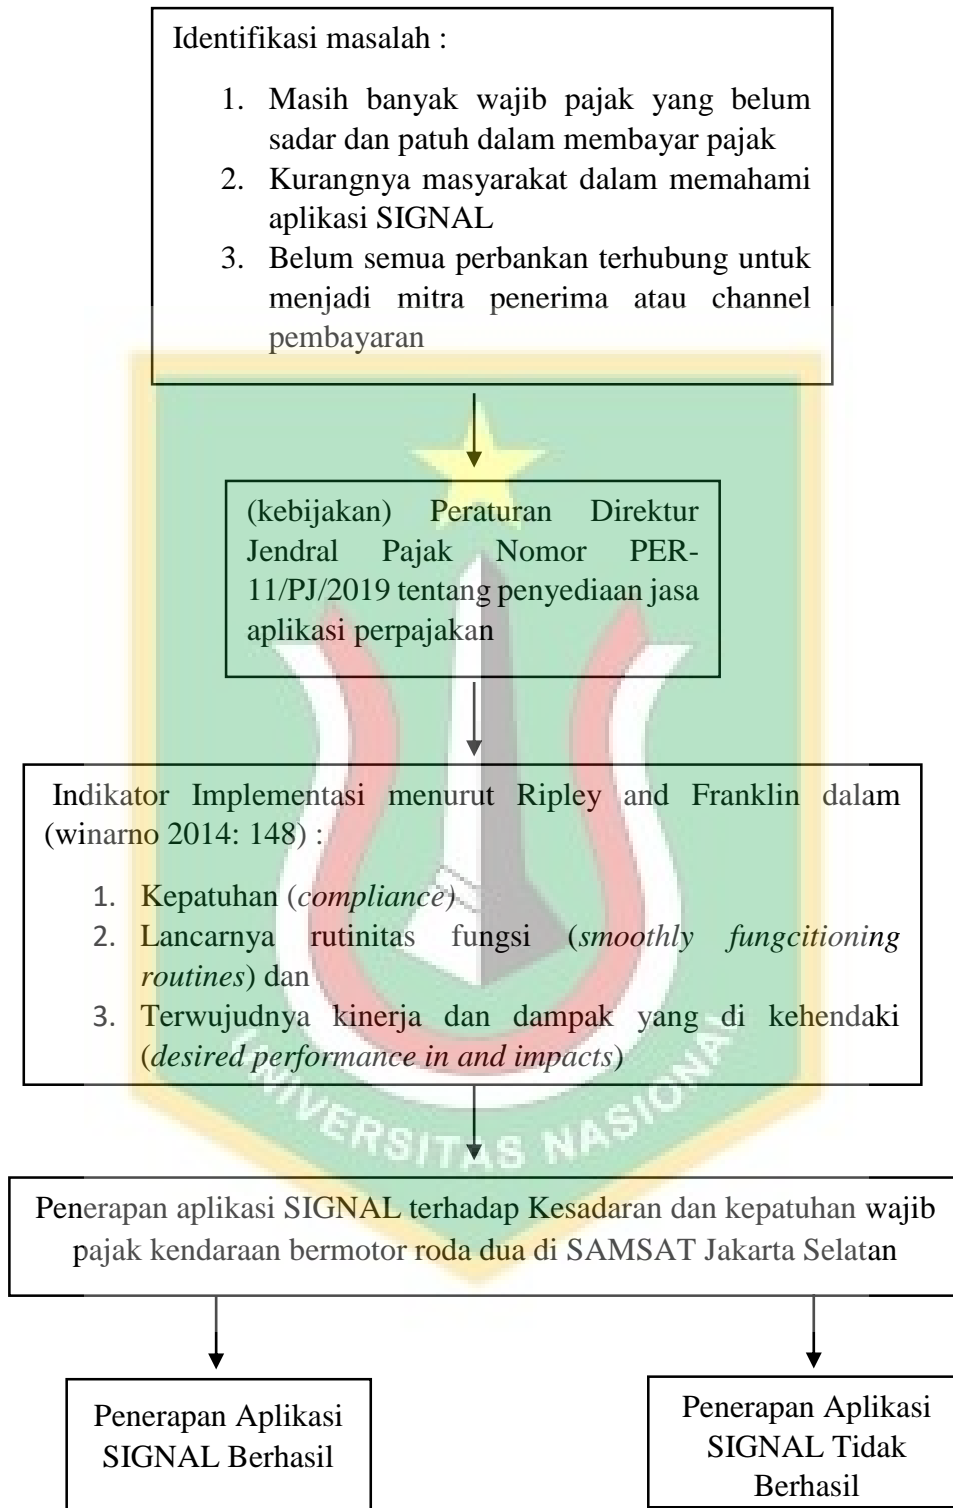 Identifikasi masalah :
1. Masih banyak wajib pajak yang belum
sadar dan patuh dalam membayar pajak
2. Kurangnya masyarakat dalam memahami
aplikasi SIGNAL
3. Belum semua perbankan terhubung untuk
menjadi mitra penerima atau channel
pembayaran
(kebijakan) Peraturan Direktur
Jendral Pajak Nomor PER-
11/PJ/2019 tentang penyediaan jasa
aplikasi perpajakan
Indikator Implementasi menurut Ripley and Franklin dalam
(winarno 2014: 148) :
1. Kepatuhan (compliance)
2. Lancarnya rutinitas fungsi (smoothly fungcitioning
routines) dan
3. Terwujudnya kinerja dan dampak yang di kehendaki
(desired performance in and impacts)
UNIVERSITAS NASIONAL
Penerapan aplikasi SIGNAL terhadap Kesadaran dan kepatuhan wajib
pajak kendaraan bermotor roda dua di SAMSAT Jakarta Selatan
Penerapan Aplikasi
SIGNAL Berhasil
Penerapan Aplikasi
SIGNAL Tidak
Berhasil